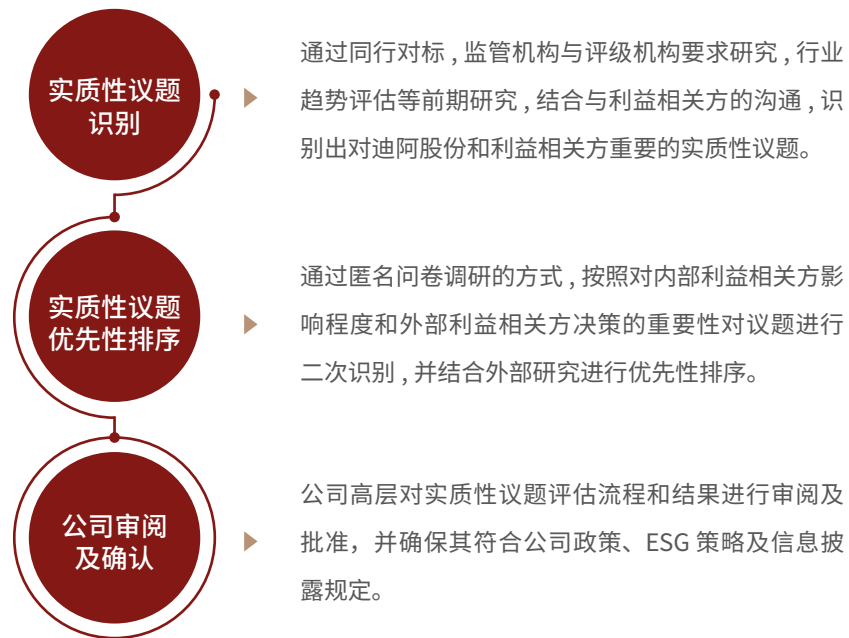 实质性议题
识别
通过同行对标 , 监管机构与评级机构要求研究 , 行业
趋势评估等前期研究 , 结合与利益相关方的沟通 , 识
别出对迪阿股份和利益相关方重要的实质性议题。
实质性议题
优先性排序
通过匿名问卷调研的方式 , 按照对内部利益相关方影
响程度和外部利益相关方决策的重要性对议题进行
二次识别 , 并结合外部研究进行优先性排序。
公司审阅
及确认
公司高层对实质性议题评估流程和结果进行审阅及
批准，并确保其符合公司政策、ESG 策略及信息披
露规定。